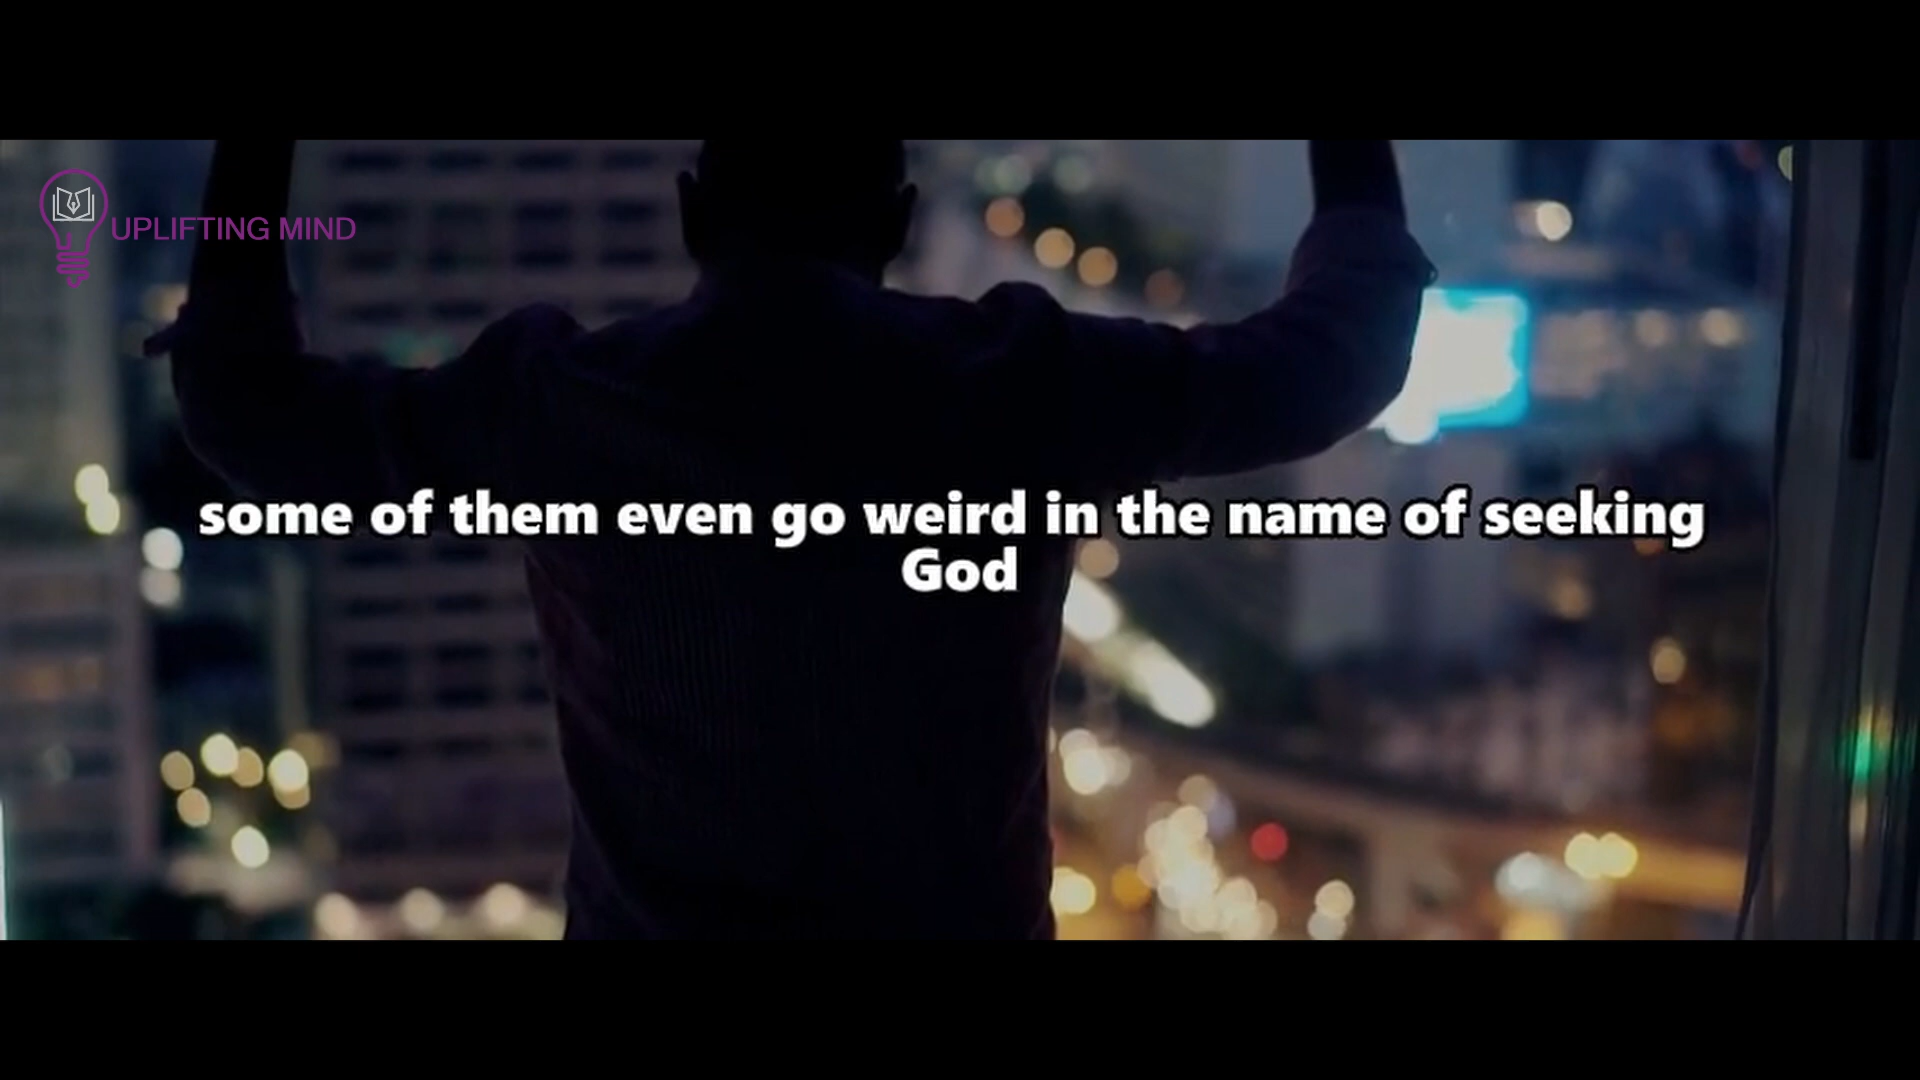 UPLIFTING MIND
some of them even go weird in the name of seeking
God